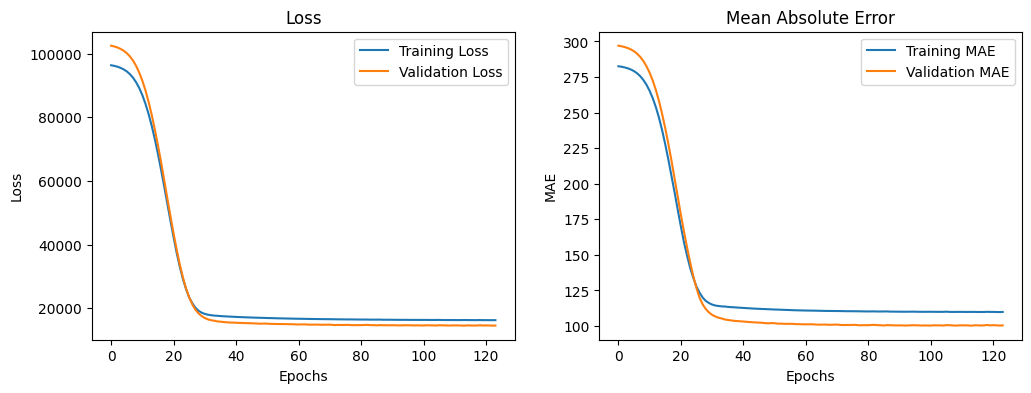 Loss
Training Loss
Validation Loss
100000
80000
60000
40000
20000
Loss
0 20 40 60 80 100 120
Epochs
Mean Absolute Error
Training MAE
Validation MAE
300
275
250
225
200
175
150
125
100
MAE
0 20 40 60 80 100 120
Epochs